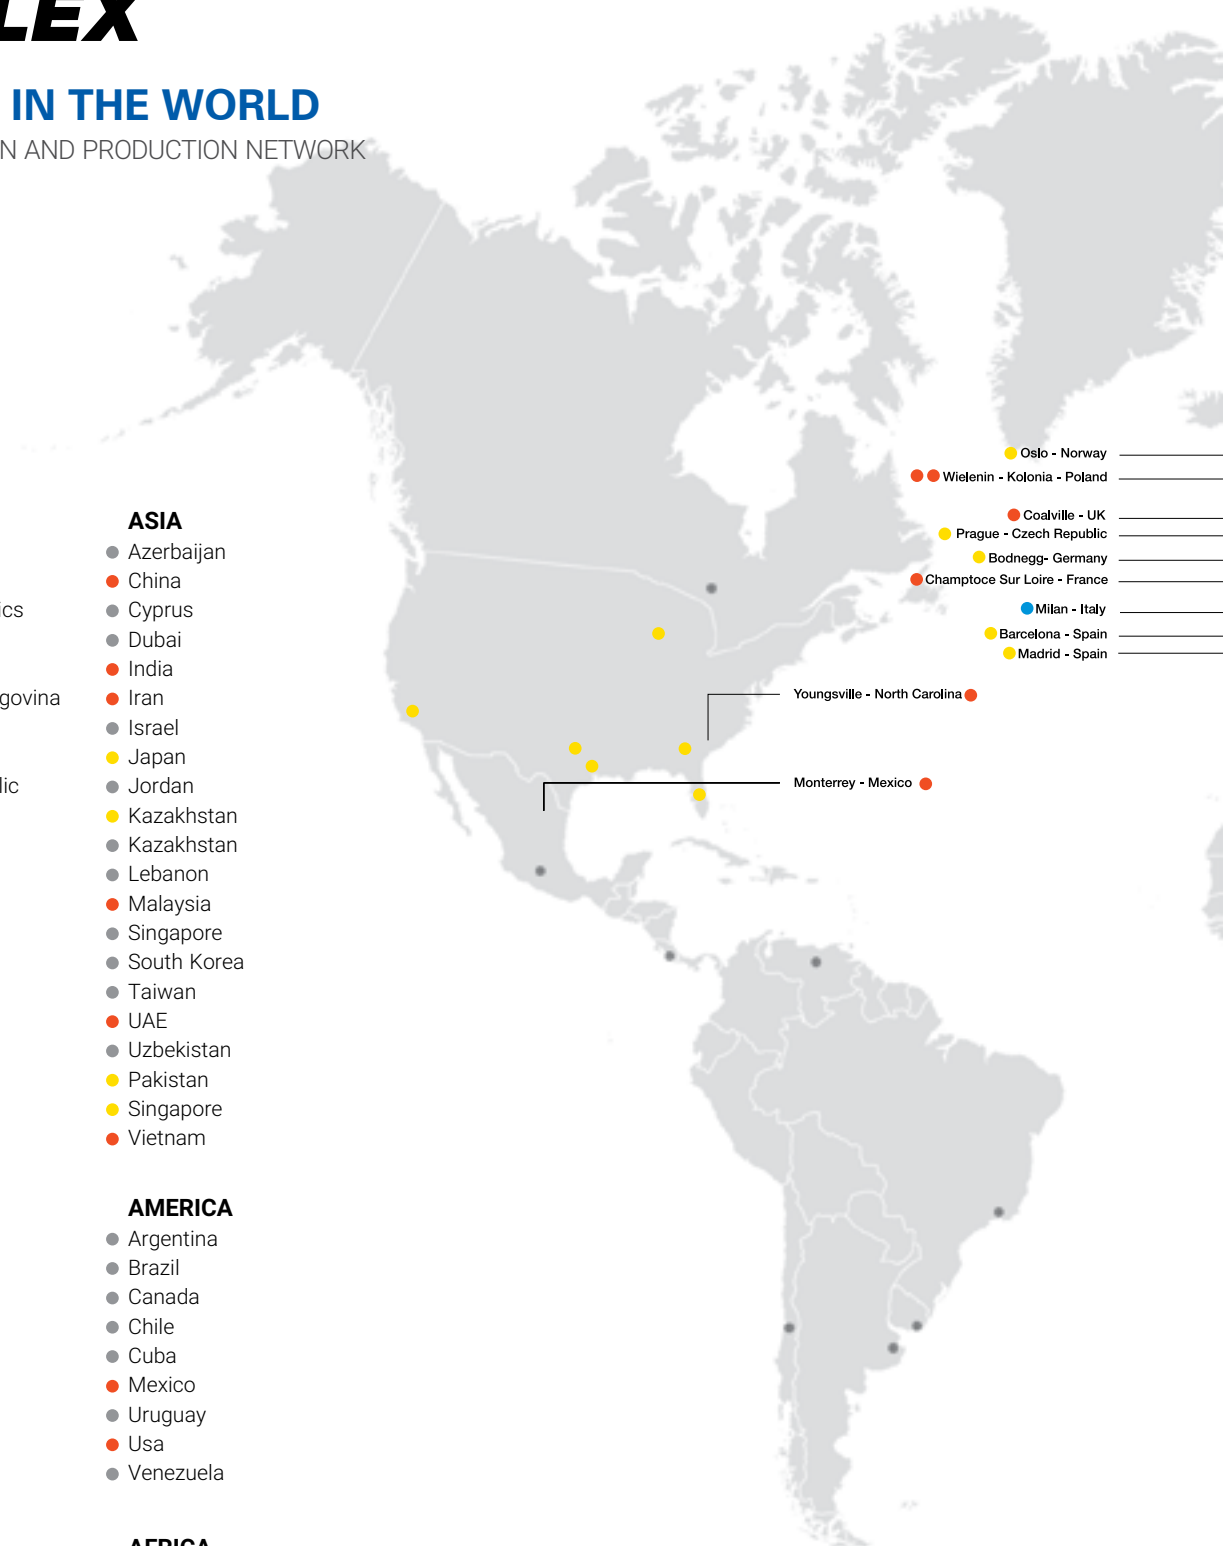 LEX
IN THE WORLD
N AND PRODUCTION NETWORK
ics
govina
lic
ASIA
Azerbaijan
China
Cyprus
Dubai
India
Iran
Israel
Japan
Jordan
Kazakhstan
Kazakhstan
Lebanon
Malaysia
Singapore
South Korea
Taiwan
UAE
Uzbekistan
Pakistan
Singapore
Vietnam
AMERICA
Argentina
Brazil
Canada
Chile
Cuba
Mexico
Uruguay
Usa
Venezuela
AFRICA
Oslo - Norway
Wielenin - Kolonia - Poland
Coalville - UK
Prague - Czech Republic
Bodnegg- Germany
Champtoce Sur Loire - France
Milan - Italy
Barcelona - Spain
Madrid - Spain
Youngsville - North Carolina
Monterrey - Mexico